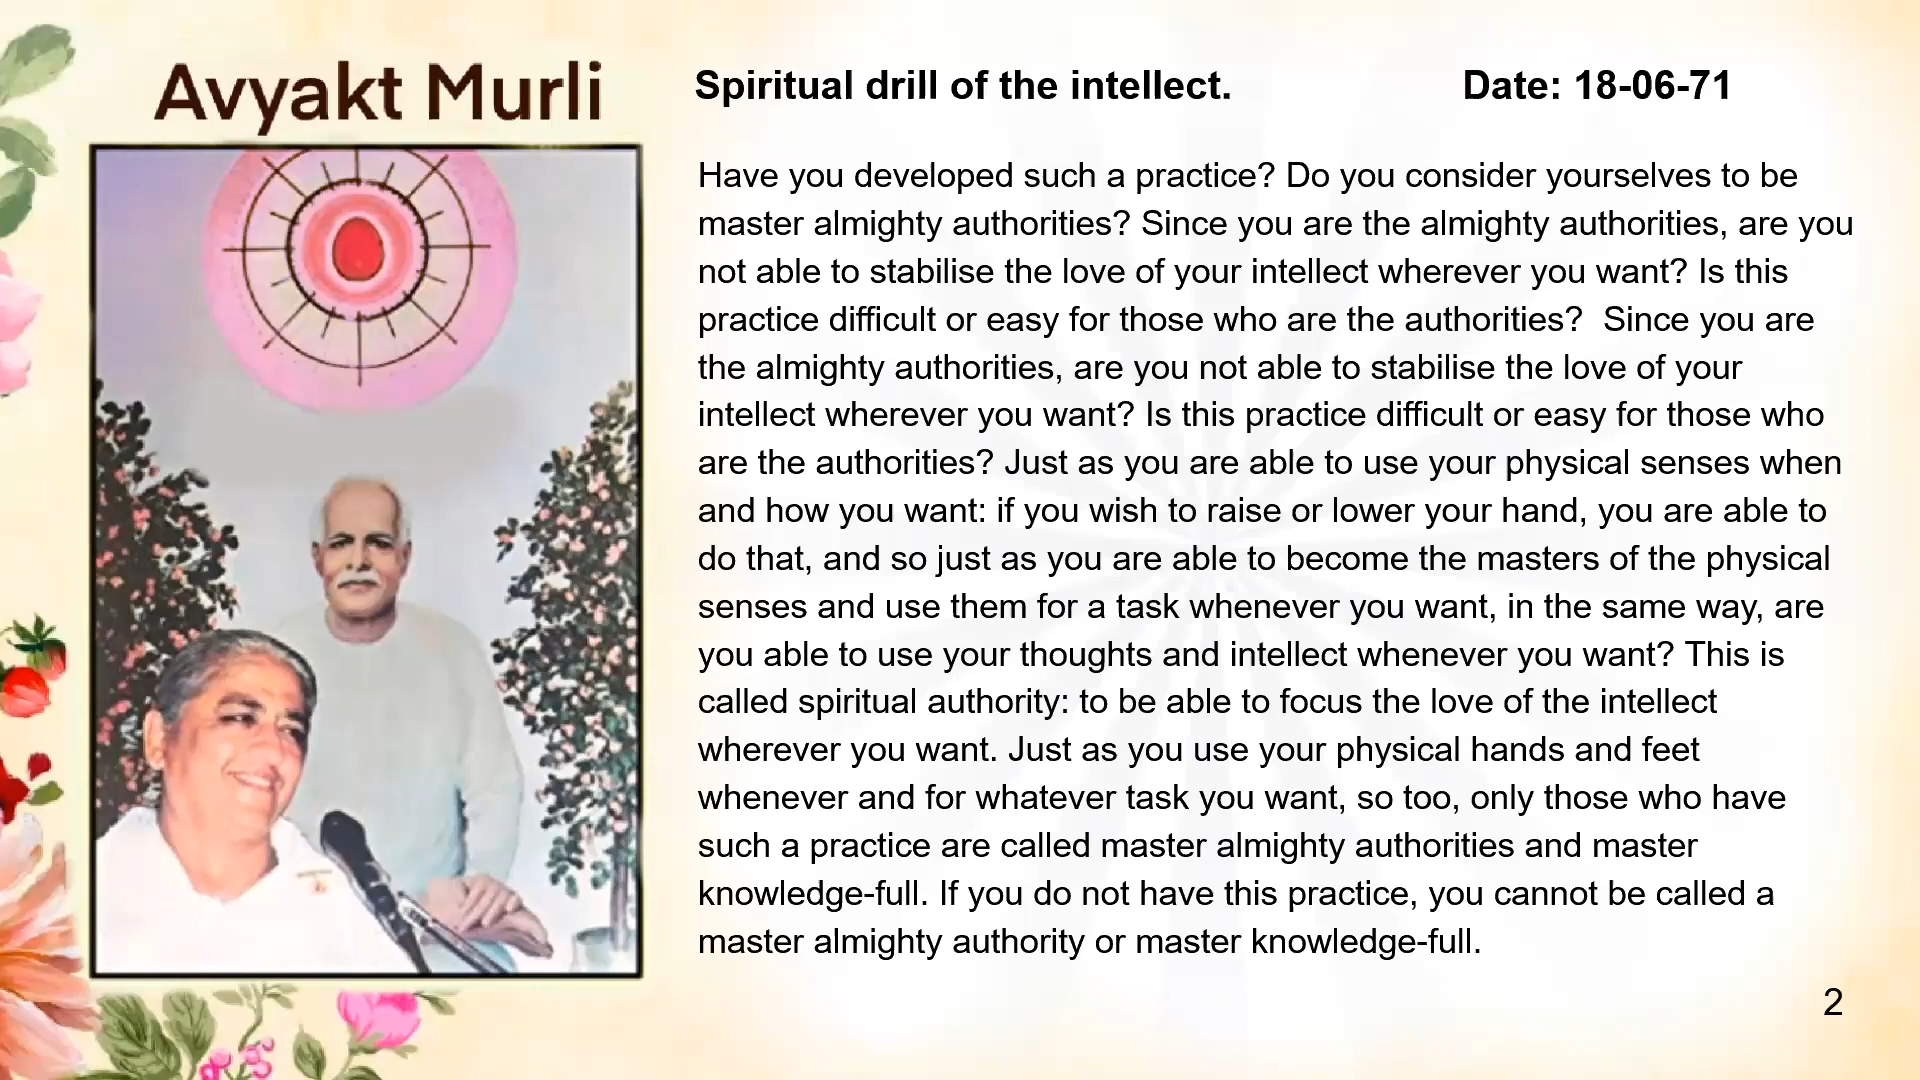 Avyakt Murli
Spiritual drill of the intellect.
Date: 18-06-71
Have you developed such a practice? Do you consider yourselves to be
master almighty authorities? Since you are the almighty authorities, are you
not able to stabilise the love of your intellect wherever you want? Is this
practice difficult or easy for those who are the authorities?  Since you are
the almighty authorities, are you not able to stabilise the love of your
intellect wherever you want? Is this practice difficult or easy for those who
are the authorities? Just as you are able to use your physical senses when
and how you want: if you wish to raise or lower your hand, you are able to
do that, and so just as you are able to become the masters of the physical
senses and use them for a task whenever you want, in the same way, are
you able to use your thoughts and intellect whenever you want? This is
called spiritual authority: to be able to focus the love of the intellect
wherever you want. Just as you use your physical hands and feet
whenever and for whatever task you want, so too, only those who have
such a practice are called master almighty authorities and master
knowledge-full. If you do not have this practice, you cannot be called a
master almighty authority or master knowledge-full.
2